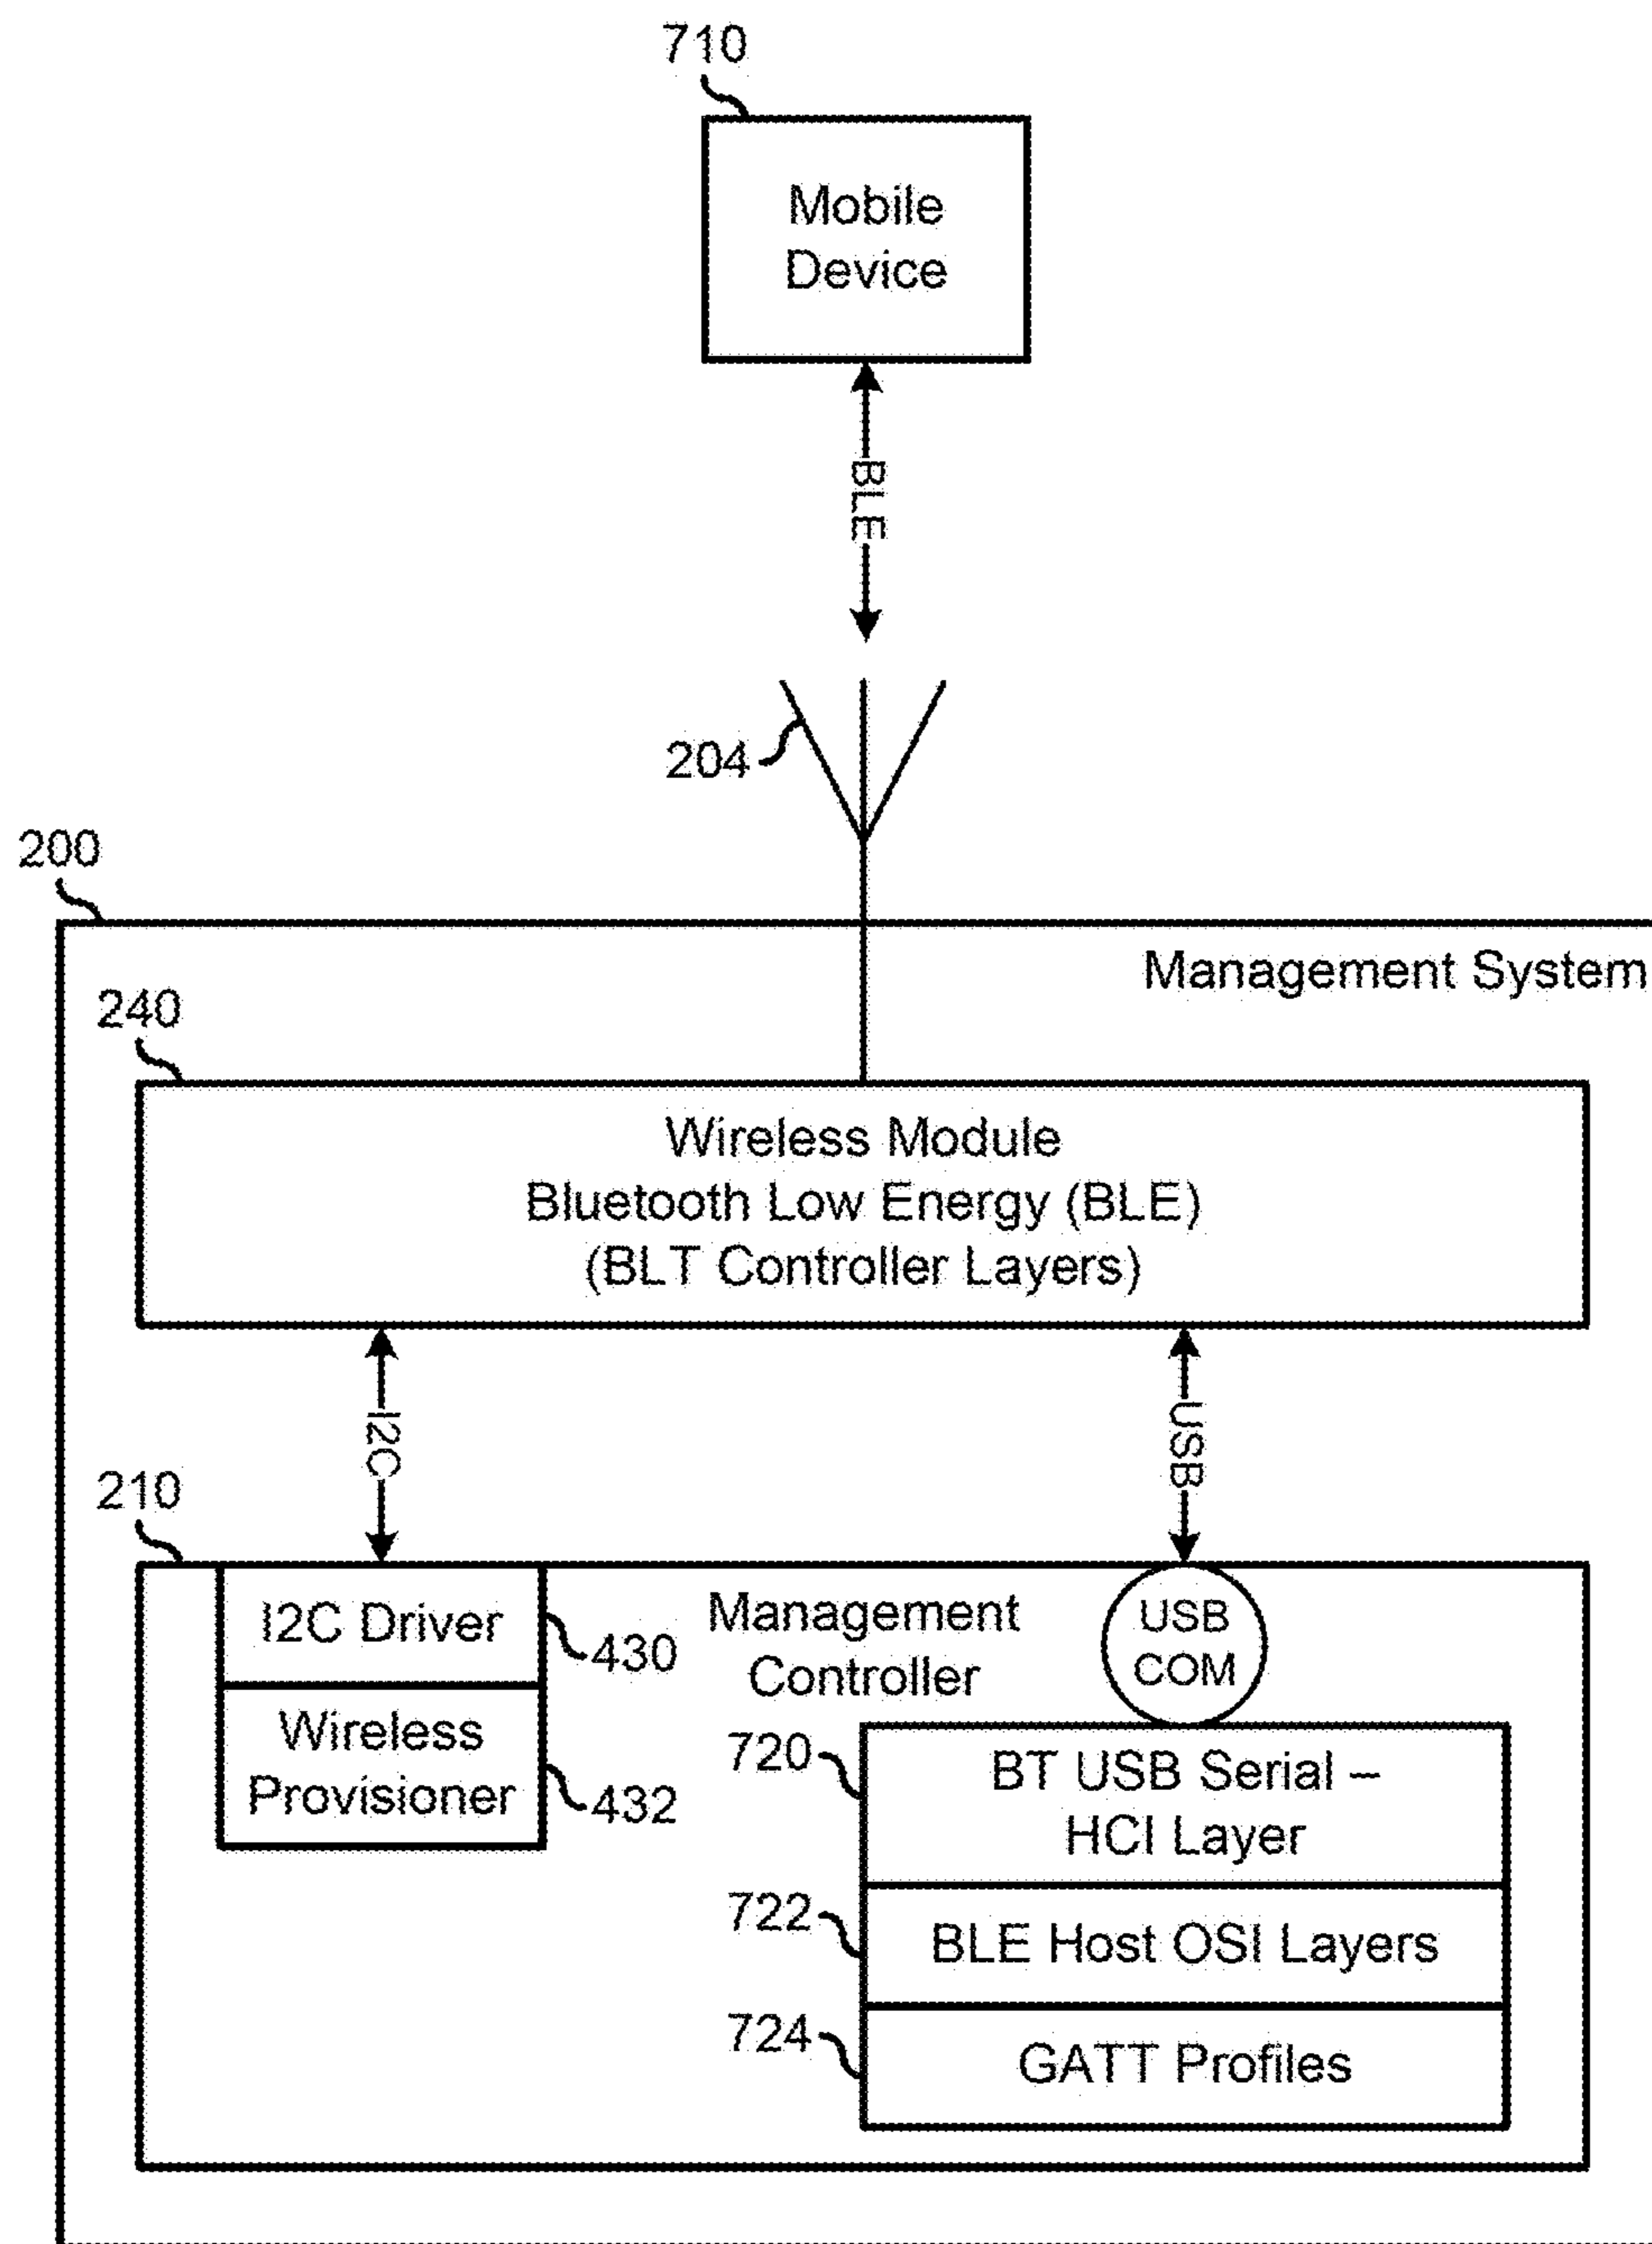 710
Mobile
Device
BLE
204
200
Management System
240
Wireless Module
Bluetooth Low Energy (BLE)
(BLT Controller Layers)
I2C
USB
210
I2C Driver
430
Wireless
Provisioner
432
Management
Controller
USB
COM
720
BT USB Serial –
HCI Layer
722
BLE Host OSI Layers
724
GATT Profiles